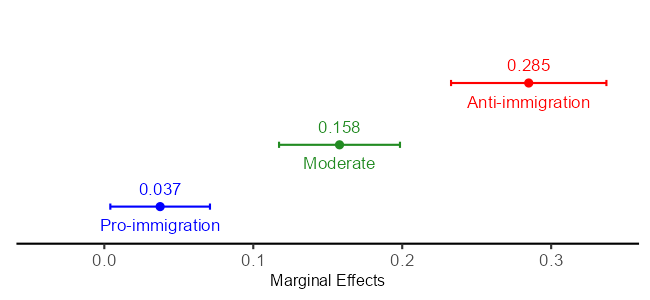 0.285
Anti-immigration
0.158
Moderate
0.037
Pro-immigration
0.0 0.1 0.2 0.3
Marginal Effects